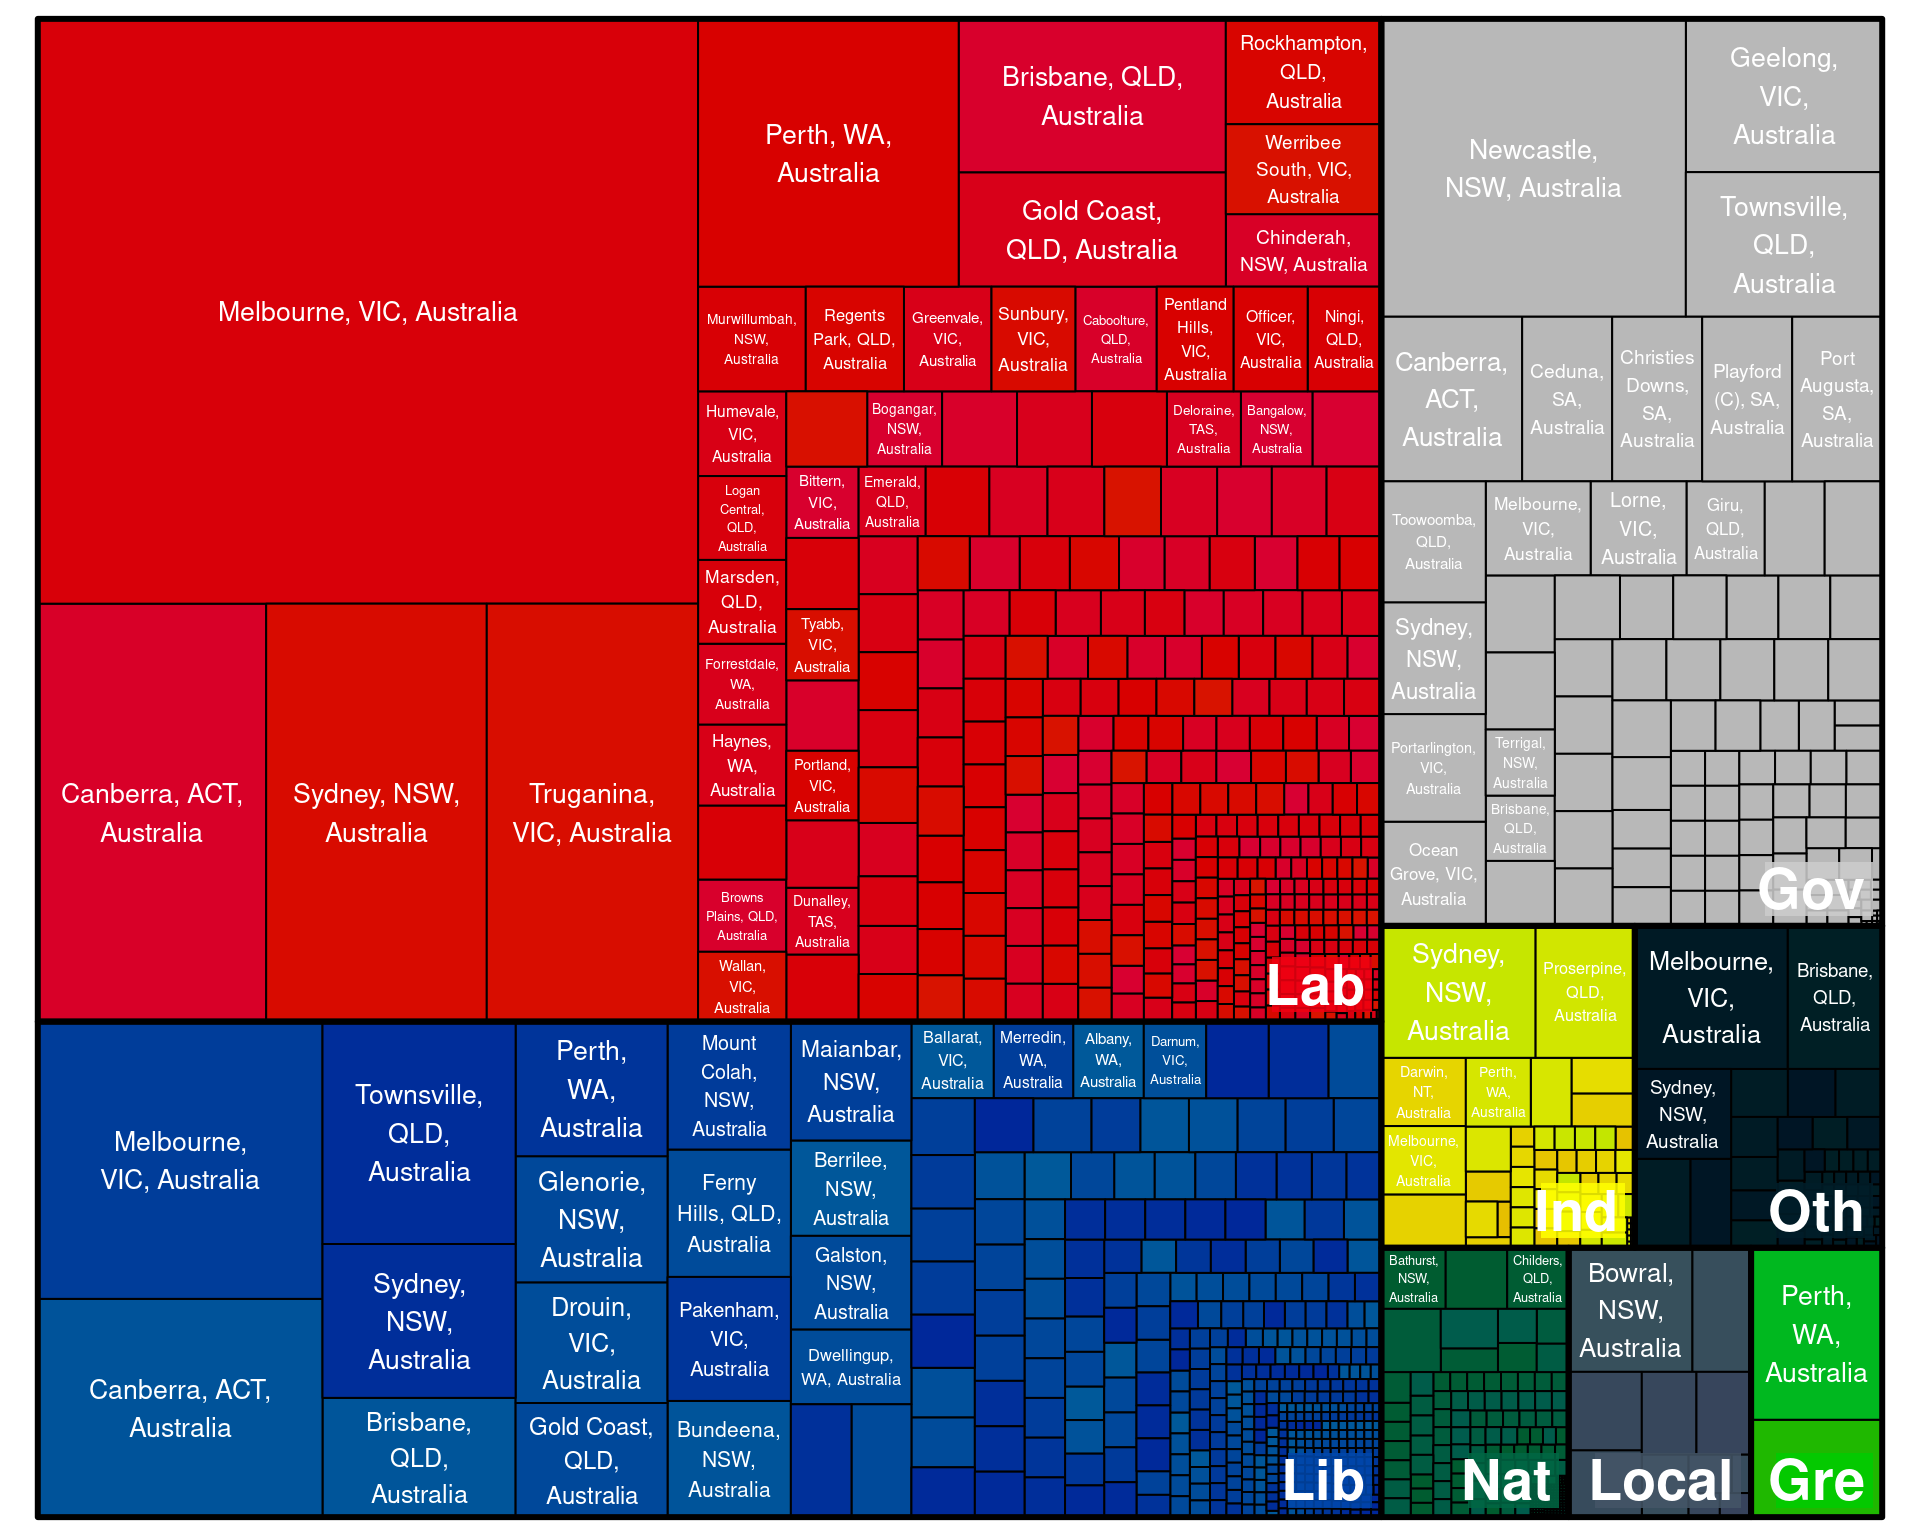 Melbourne, VIC, Australia
Canberra, ACT,
Australia
Sydney, NSW,
Australia
Truganina,
VIC, Australia
Perth, WA,
Australia
Brisbane, QLD,
Australia
Gold Coast,
QLD, Australia
Rockhampton,
QLD,
Australia
Werribee
South, VIC,
Australia
Chinderah,
NSW, Australia
Murwillumbah,
NSW,
Australia
Regents
Park, QLD,
Australia
Greenvale,
VIC,
Australia
Sunbury,
VIC,
Australia
Caboolture,
QLD,
Australia
Pentland
Hills,
VIC,
Australia
Officer,
VIC,
Australia
Ningi,
QLD,
Australia
Humevale,
VIC,
Australia
Bogangar,
NSW,
Australia
Deloraine,
TAS,
Australia
Bangalow,
NSW,
Australia
Logan
Central,
QLD,
Australia
Bittern,
VIC,
Australia
Emerald,
QLD,
Australia
Marsden,
QLD,
Australia
Tyabb,
VIC,
Australia
Forrestdale,
WA,
Australia
Haynes,
WA,
Australia
Portland,
VIC,
Australia
Browns
Plains, QLD,
Australia
Dunalley,
TAS,
Australia
Wallan,
VIC,
Australia
Lab
Newcastle,
NSW, Australia
Geelong,
VIC,
Australia
Townsville,
QLD,
Australia
Canberra,
ACT,
Australia
Ceduna,
SA,
Australia
Christies
Downs,
SA,
Australia
Playford
(C), SA,
Australia
Port
Augusta,
SA,
Australia
Toowoomba,
QLD,
Australia
Melbourne,
VIC,
Australia
Lorne,
VIC,
Australia
Giru,
QLD,
Australia
Sydney,
NSW,
Australia
Portarlington,
VIC,
Australia
Terrigal,
NSW,
Australia
Brisbane,
QLD,
Australia
Ocean
Grove, VIC,
Australia
Gov
Melbourne,
VIC, Australia
Canberra, ACT,
Australia
Townsville,
QLD,
Australia
Sydney,
NSW,
Australia
Brisbane,
QLD,
Australia
Perth,
WA,
Australia
Glenorie,
NSW,
Australia
Drouin,
VIC,
Australia
Gold Coast,
QLD,
Australia
Mount
Colah,
NSW,
Australia
Ferny
Hills, QLD,
Australia
Pakenham,
VIC,
Australia
Bundeena,
NSW,
Australia
Maianbar,
NSW,
Australia
Berrilee,
NSW,
Australia
Galston,
NSW,
Australia
Dwellingup,
WA, Australia
Ballarat,
VIC,
Australia
Merredin,
WA,
Australia
Albany,
WA,
Australia
Darnum,
VIC,
Australia
Lib
Sydney,
NSW,
Australia
Proserpine,
QLD,
Australia
Darwin,
NT,
Australia
Perth,
WA,
Australia
Melbourne,
VIC,
Australia
Ind
Melbourne,
VIC,
Australia
Brisbane,
QLD,
Australia
Sydney,
NSW,
Australia
Oth
Bathurst,
NSW,
Australia
Childers,
QLD,
Australia
Nat
Bowral,
NSW,
Australia
Local
Perth,
WA,
Australia
Gre